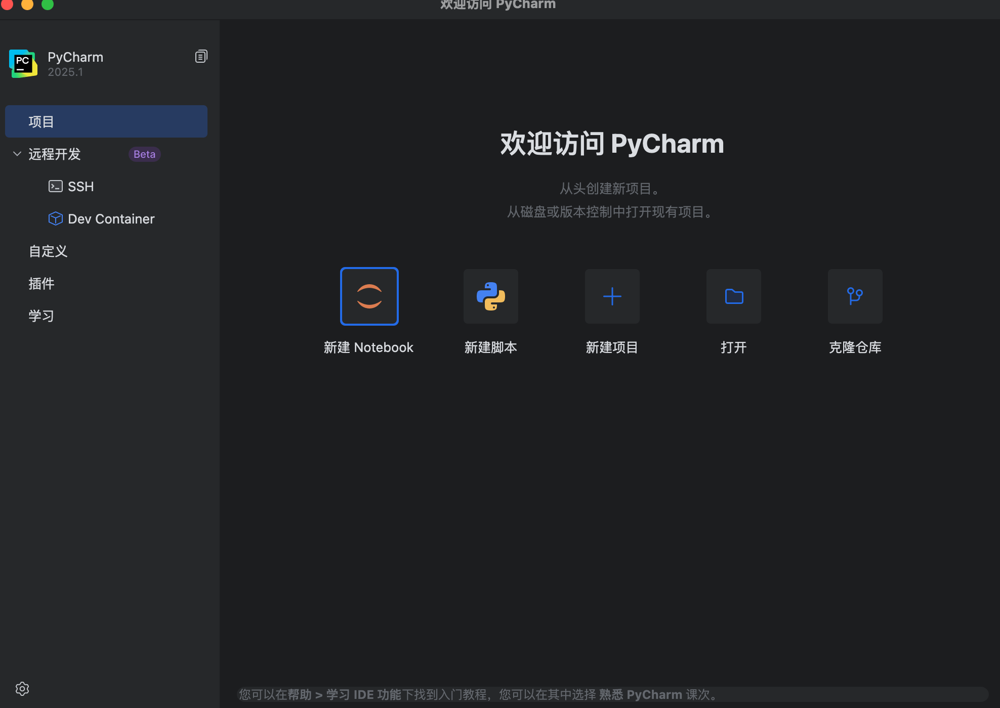 欢迎访问 PyCharm
PC
PyCharm
2025.1
项目
远程开发 Beta
SSH
Dev Container
自定义
插件
学习
欢迎访问 PyCharm
从头创建新项目。
从磁盘或版本控制中打开现有项目。
新建 Notebook
新建脚本
新建项目
打开
克隆仓库
您可以在帮助 > 学习 IDE 功能下找到入门教程，您可以在其中选择 熟悉 PyCharm 课次。